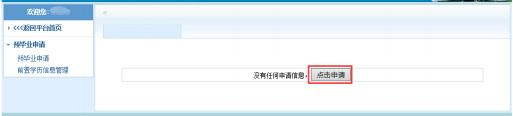 欢迎您:
<<<返回平台首页
预毕业申请
预毕业申请
前置学历信息管理
没有任何申请信息, 点击申请